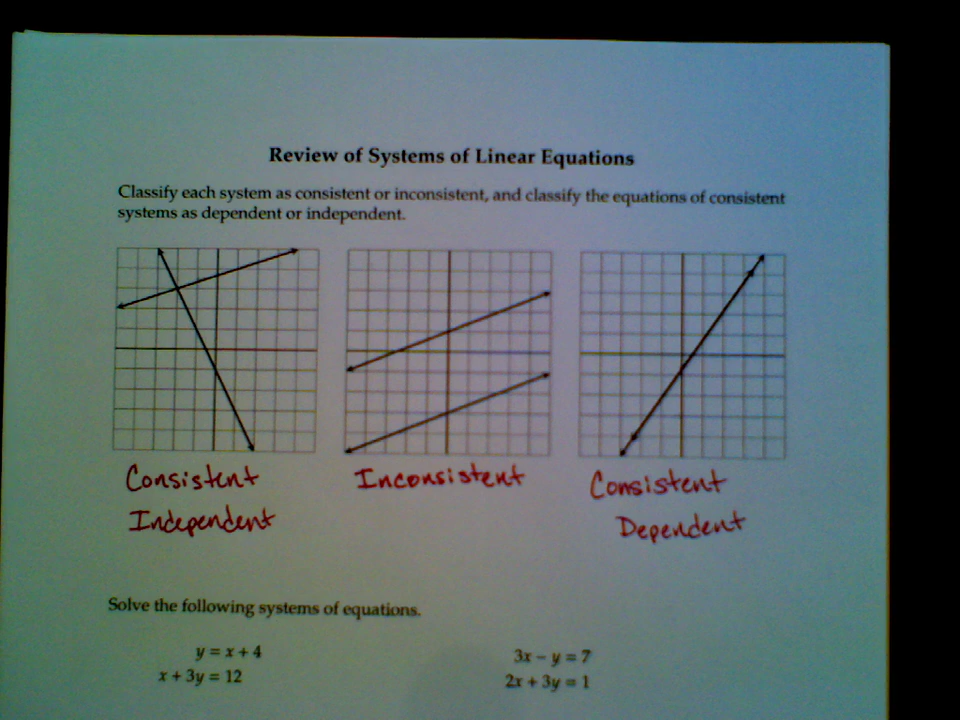 Review of Systems of Linear Equations
Classify each system as consistent or inconsistent, and classify the equations of consistent
systems as dependent or independent.
Consistent
Independent
Inconsistent
Consistent
Dependent
Solve the following systems of equations.
y = x + 4
x + 3y = 12
3x − y = 7
2x + 3y = 1